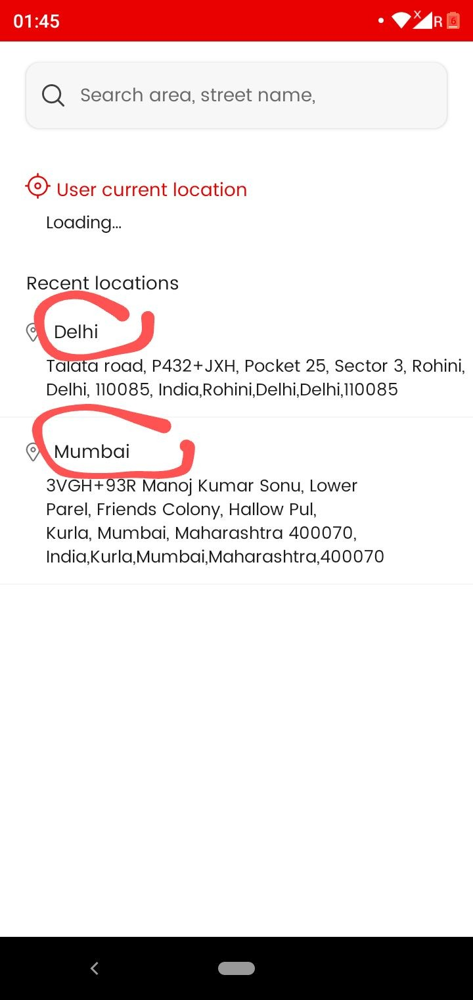 01:45
R
6
Search area, street name,
User current location
Loading...
Recent locations
Delhi
Talata road, P432+JXH, Pocket 25, Sector 3, Rohini,
Delhi, 110085, India,Rohini,Delhi,Delhi,110085
Mumbai
3VGH+93R Manoj Kumar Sonu, Lower
Parel, Friends Colony, Hallow Pul,
Kurla, Mumbai, Maharashtra 400070,
India,Kurla,Mumbai,Maharashtra,400070